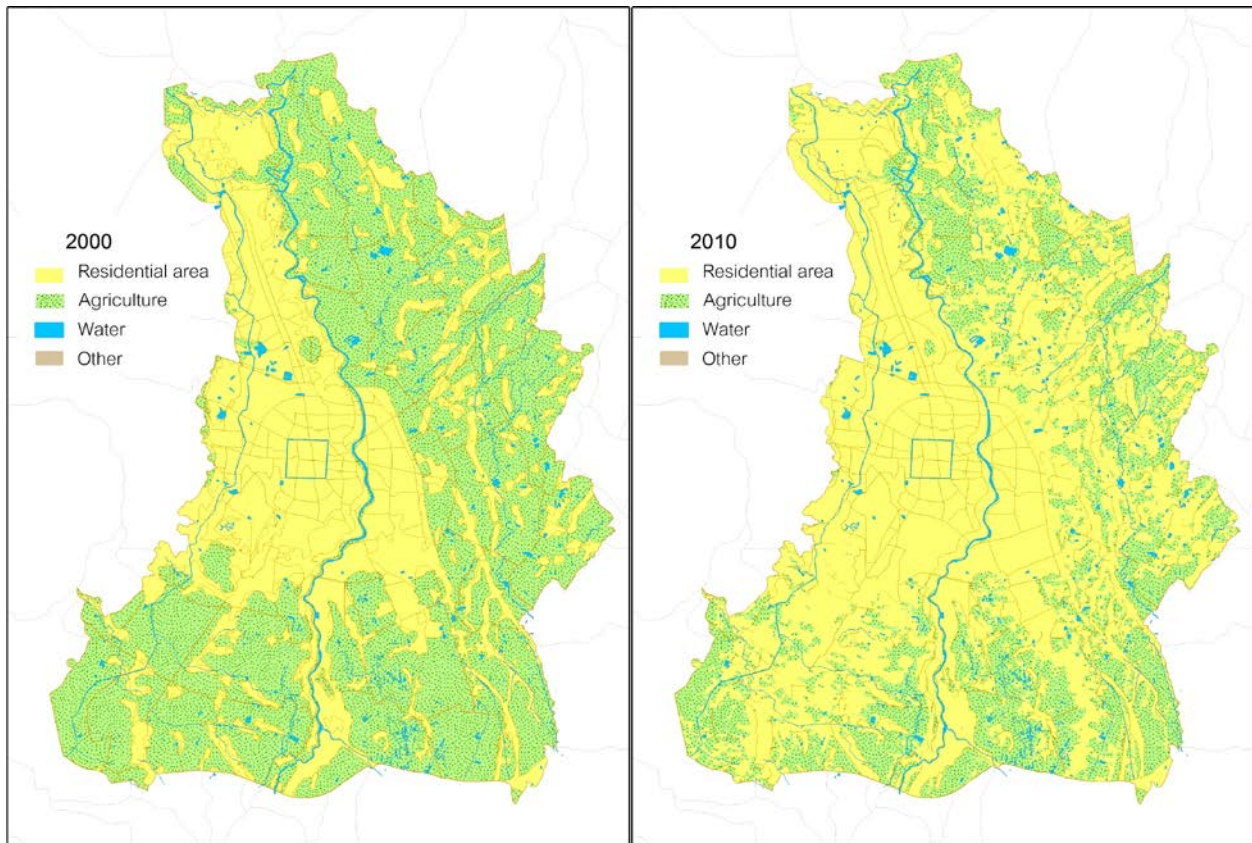 2000
Residential area
Agriculture
Water
Other
2010
Residential area
Agriculture
Water
Other